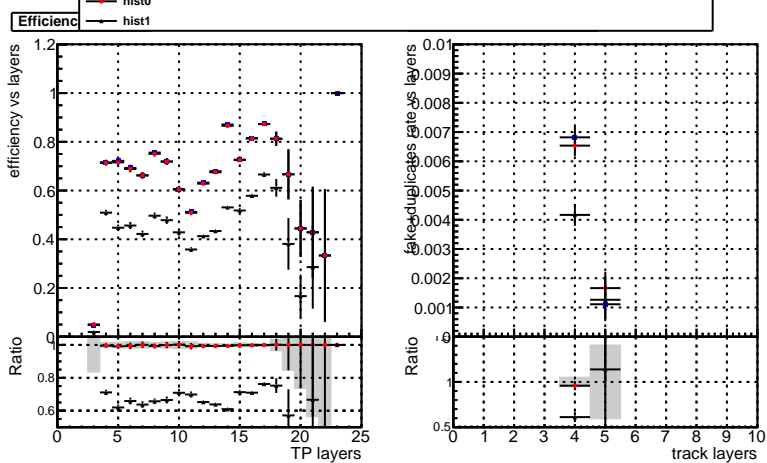 hist0
Efficienc
hist1
efficiency vs layers
1.2
1
0.8
0.6
0.4
0.2
0
Ratio
0.8
0.6
0 5 10 15 20 25
TP layers
fake+duplicates rate vs layers
0.01
0.009
0.008
0.007
0.006
0.005
0.004
0.003
0.002
0.001
0
Ratio
1
0.5
0 1 2 3 4 5 6 7 8 9 10
track layers